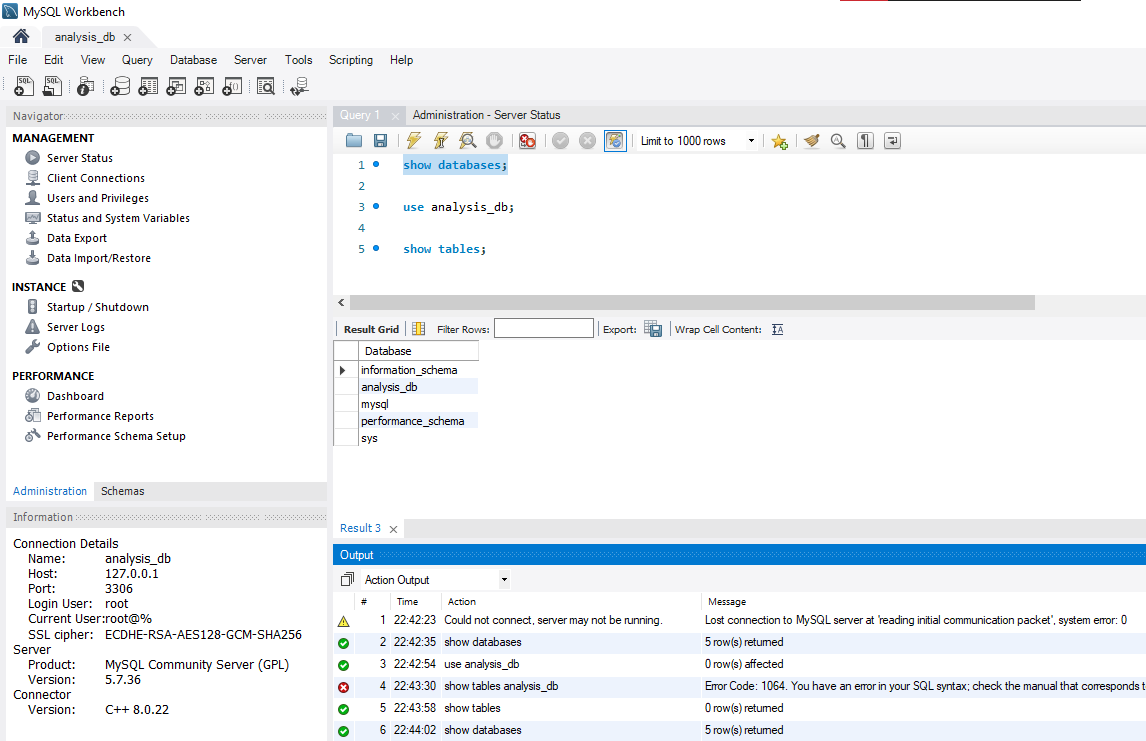 MySQL Workbench
analysis_db
File Edit View Query Database Server Tools Scripting Help
Navigator
MANAGEMENT
Server Status
Client Connections
Users and Privileges
Status and System Variables
Data Export
Data Import/Restore
INSTANCE
Startup / Shutdown
Server Logs
Options File
PERFORMANCE
Dashboard
Performance Reports
Performance Schema Setup
Administration Schemas
Information
Connection Details
Name: analysis_db
Host: 127.0.0.1
Port: 3306
Login User: root
Current User:root@%
SSL cipher: ECDHE-RSA-AES128-GCM-SHA256
Server
Product: MySQL Community Server (GPL)
Version: 5.7.36
Connector
Version: C++ 8.0.22
Query 1 Administration - Server Status
Limit to 1000 rows
1 show databases;
2
3 use analysis_db;
4
5 show tables;
Result Grid Filter Rows: Export: Wrap Cell Content:
Database
information_schema
analysis_db
mysql
performance_schema
sys
Result 3
Output
Action Output
# Time Action Message
1 22:42:23 Could not connect, server may not be running. Lost connection to MySQL server at 'reading initial communication packet', system error: 0
2 22:42:35 show databases 5 row(s) returned
3 22:42:54 use analysis_db 0 row(s) affected
4 22:43:30 show tables analysis_db Error Code: 1064. You have an error in your SQL syntax; check the manual that corresponds t
5 22:43:58 show tables 0 row(s) returned
6 22:44:02 show databases 5 row(s) returned